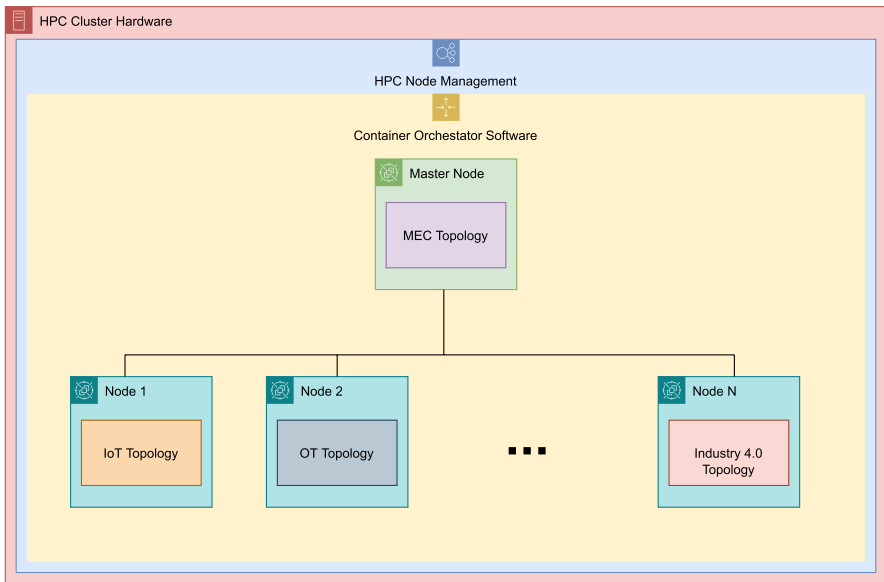 HPC Cluster Hardware
HPC Node Management
Container Orchestator Software
Master Node
MEC Topology
Node 1
Node 2
Node N
IoT Topology
OT Topology
Industry 4.0
Topology